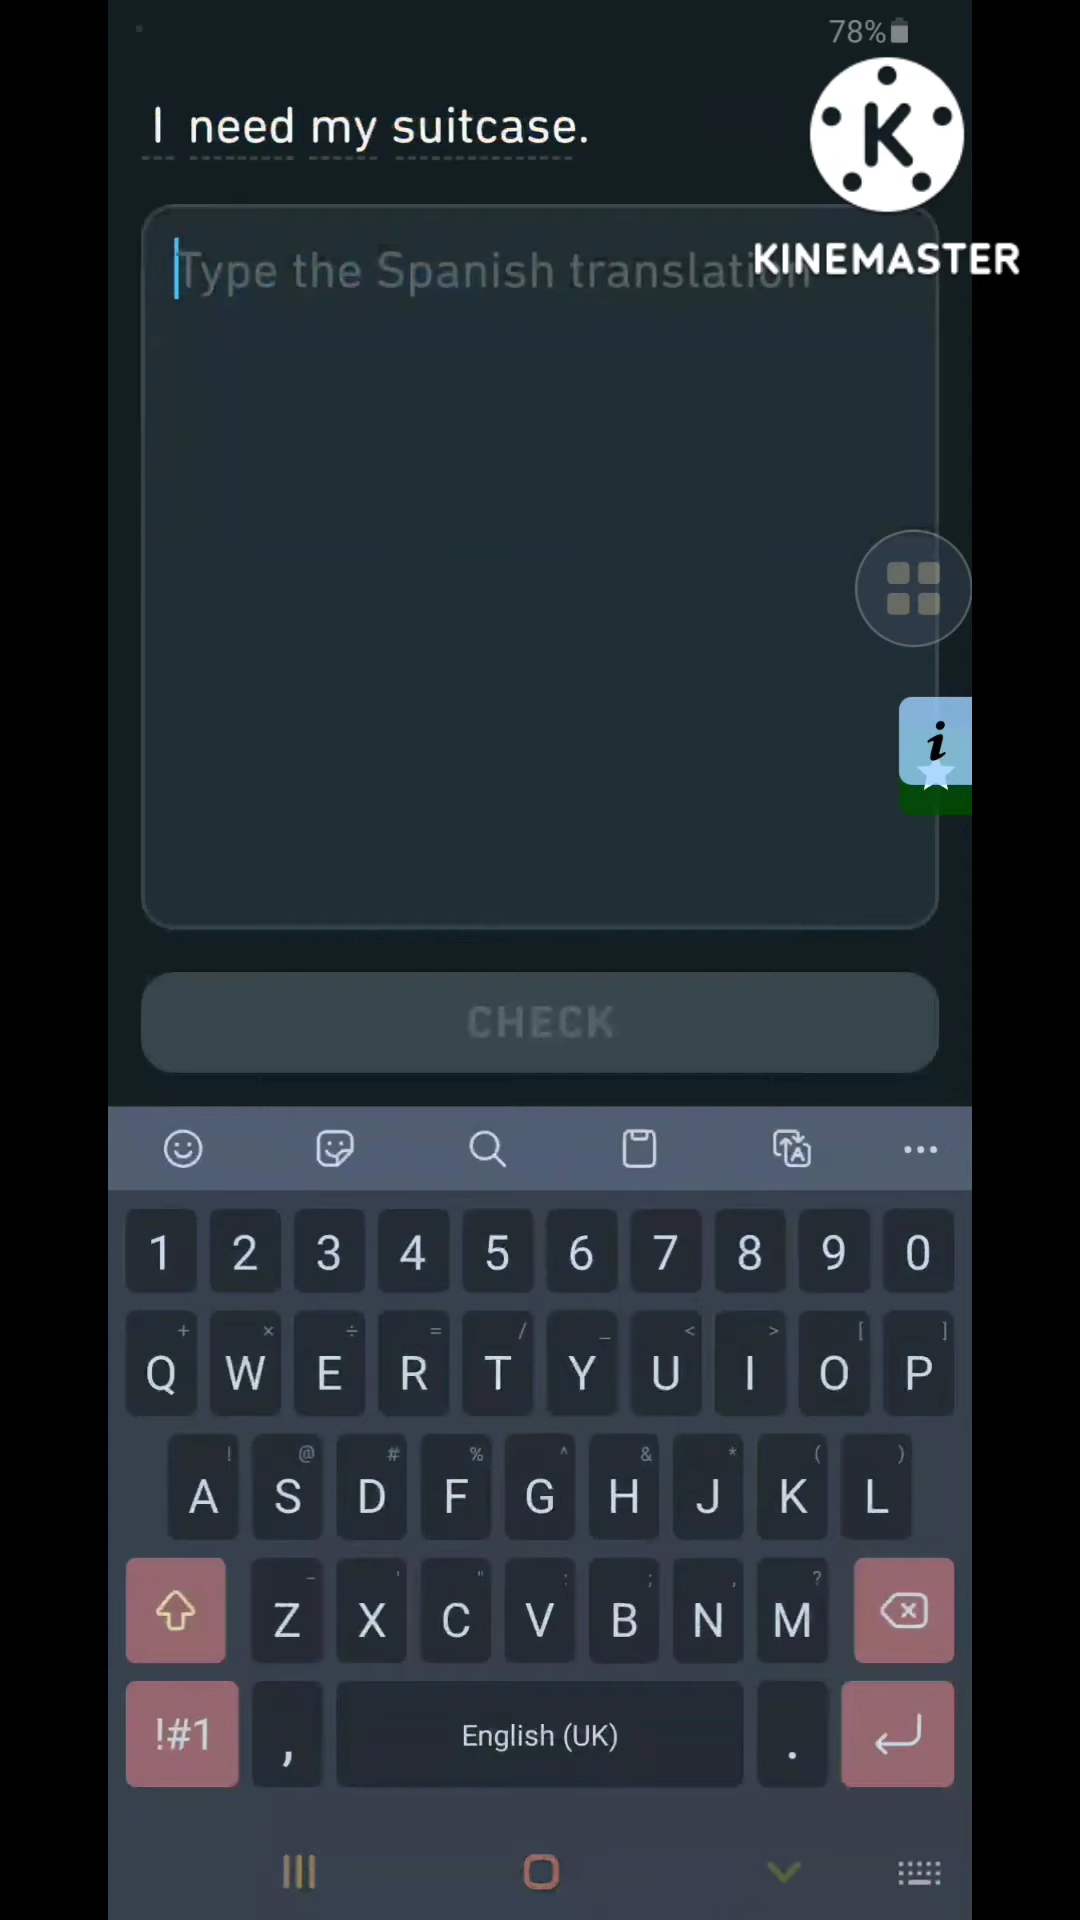 78%
I need my suitcase.
K
KINEMASTER
Type the Spanish translation
i
CHECK
1 2 3 4 5 6 7 8 9 0
+ × ÷ = / _ < > [ ]
Q W E R T Y U I O P
! @ # % ^ & * ( )
A S D F G H J K L
- ' " : ; , ?
Z X C V B N M
!#1 , English (UK) .